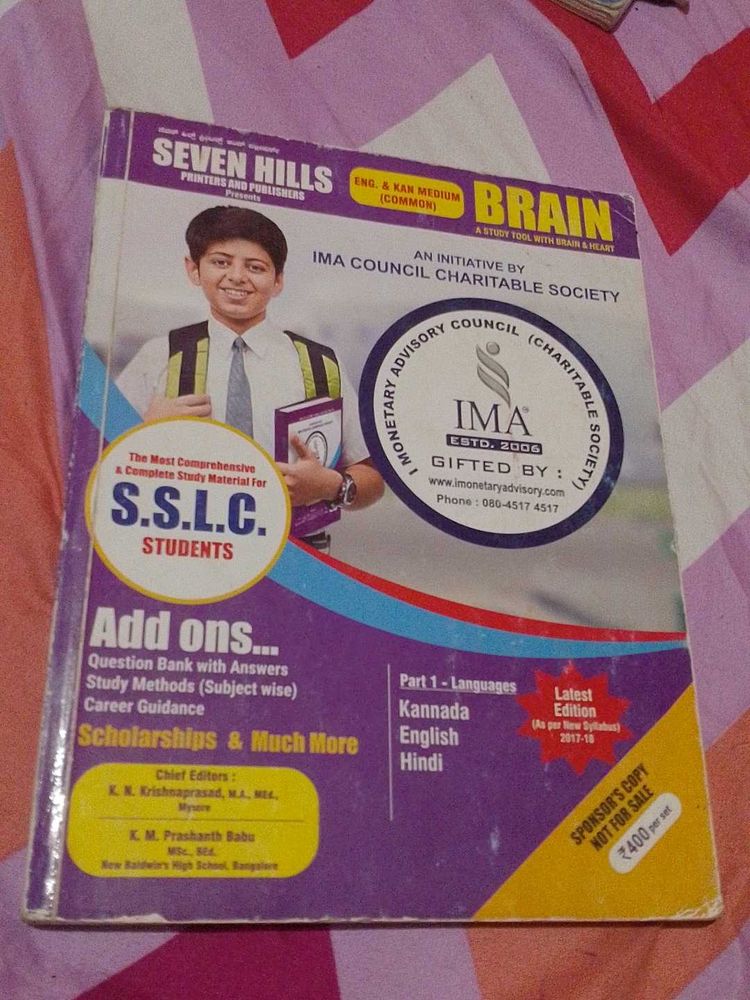 ಸೆವೆನ್ ಹಿಲ್ಸ್ ಪ್ರಿಂಟರ್ಸ್ ಅಂಡ್ ಪಬ್ಲಿಷರ್ಸ್
SEVEN HILLS
PRINTERS AND PUBLISHERS
Presents
ENG. & KAN MEDIUM
(COMMON)
BRAIN
A STUDY TOOL WITH BRAIN & HEART
AN INITIATIVE BY
IMA COUNCIL CHARITABLE SOCIETY
I MONETARY ADVISORY COUNCIL (CHARITABLE SOCIETY)
IMA
ESTD. 2006
GIFTED BY :
www.imonetaryadvisory.com
Phone : 080-4517 4517
The Most Comprehensive
& Complete Study Material For
S.S.L.C.
STUDENTS
Add ons...
Question Bank with Answers
Study Methods (Subject wise)
Career Guidance
Scholarships & Much More
Chief Editors :
K. N. Krishnaprasad, M.A., MEd.,
Mysore
K. M. Prashanth Babu
MSc., BEd.
New Baldwin's High School, Bangalore
Part 1 - Languages
Kannada
English
Hindi
Latest
Edition
(As per New Syllabus)
2017-18
SPONSOR'S COPY
NOT FOR SALE
₹400 per set